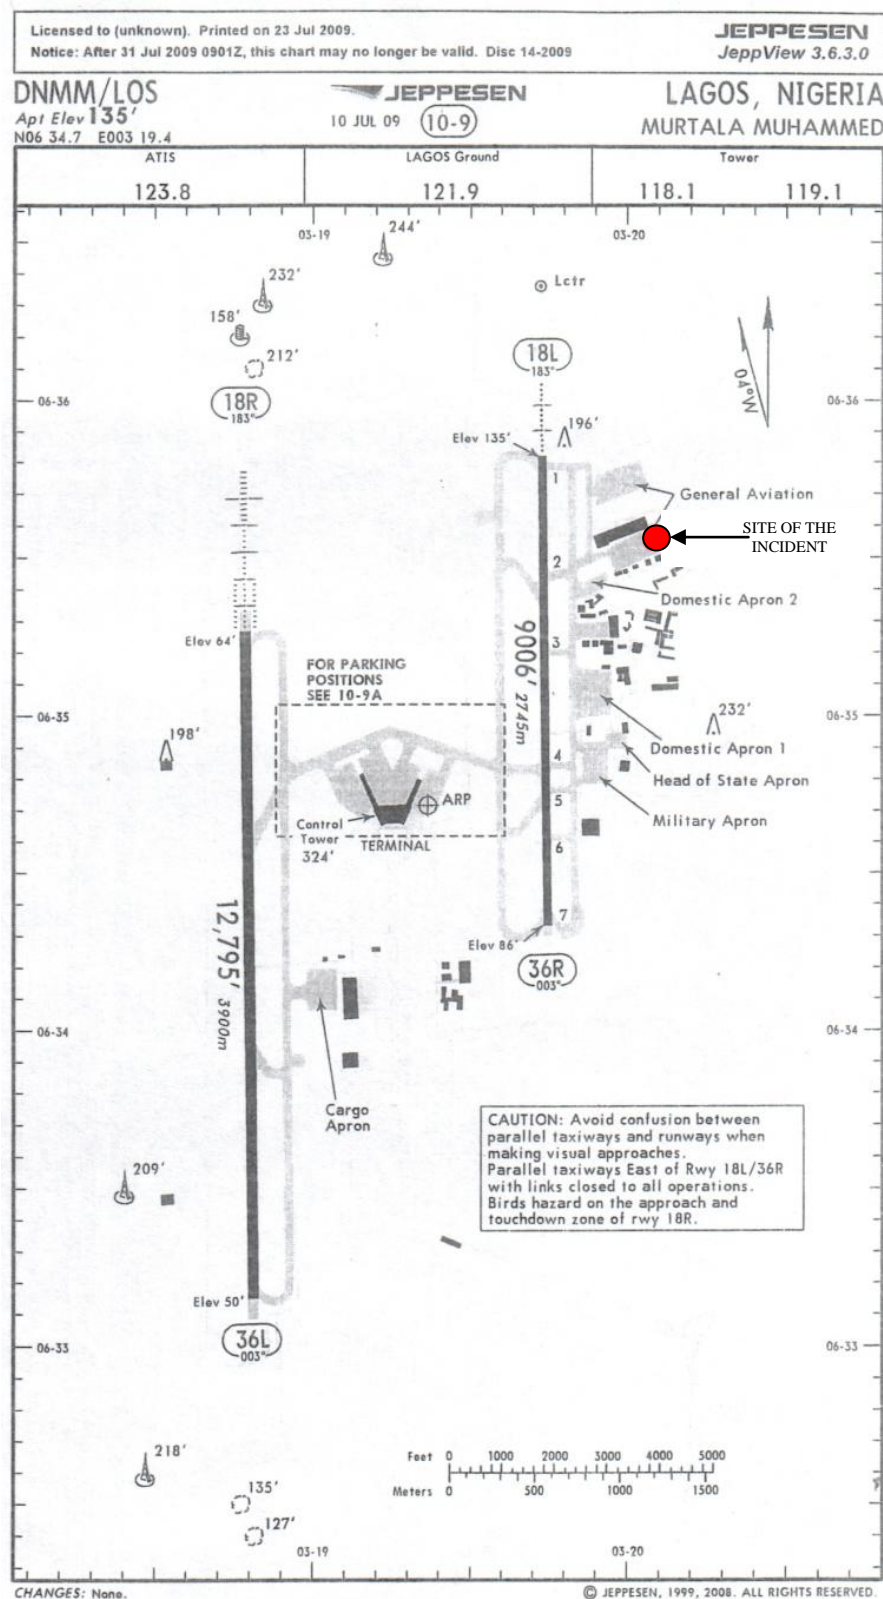 Licensed to (unknown). Printed on 23 Jul 2009.
Notice: After 31 Jul 2009 0901Z, this chart may no longer be valid. Disc 14-2009
JEPPESEN
JeppView 3.6.3.0
DNMM/LOS
Apt Elev 135'
N06 34.7 E003 19.4
JEPPESEN
10 JUL 09 10-9
LAGOS, NIGERIA
MURTALA MUHAMMED
ATIS
123.8
LAGOS Ground
121.9
Tower
118.1 119.1
03-19
03-20
244'
232'
158'
212'
Lctr
18L
183°
18R
183°
04°W
06-36
06-36
Elev 135'
196'
1
General Aviation
SITE OF THE
INCIDENT
2
Domestic Apron 2
3
9006' 2745m
Elev 64'
FOR PARKING
POSITIONS
SEE 10-9A
06-35
06-35
198'
232'
Domestic Apron 1
4
Head of State Apron
5
Military Apron
ARP
Control
Tower
324'
TERMINAL
6
7
12,795' 3900m
Elev 86'
36R
003°
06-34
06-34
Cargo
Apron
CAUTION: Avoid confusion between
parallel taxiways and runways when
making visual approaches.
Parallel taxiways East of Rwy 18L/36R
with links closed to all operations.
Birds hazard on the approach and
touchdown zone of rwy 18R.
209'
Elev 50'
36L
003°
06-33
06-33
218'
135'
127'
Feet 0 1000 2000 3000 4000 5000
Meters 0 500 1000 1500
03-19
03-20
CHANGES: None.
© JEPPESEN, 1999, 2008. ALL RIGHTS RESERVED.